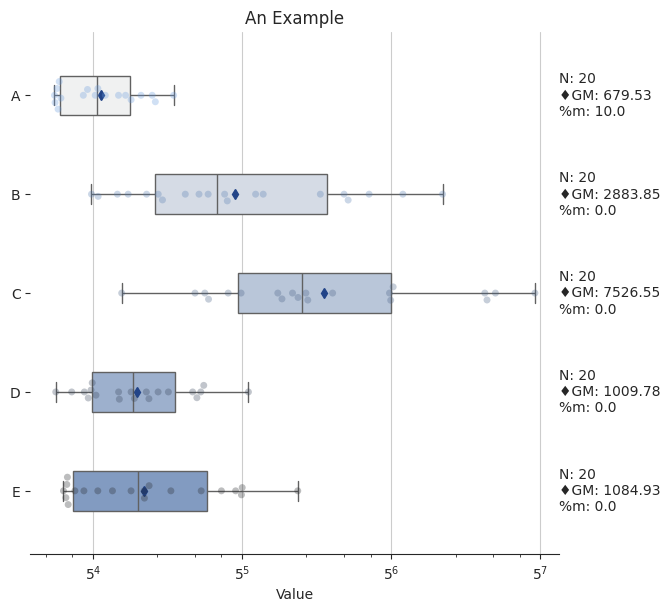 An Example
A
N: 20
♦GM: 679.53
%m: 10.0
B
N: 20
♦GM: 2883.85
%m: 0.0
C
N: 20
♦GM: 7526.55
%m: 0.0
D
N: 20
♦GM: 1009.78
%m: 0.0
E
N: 20
♦GM: 1084.93
%m: 0.0
5⁴ 5⁵ 5⁶ 5⁷
Value